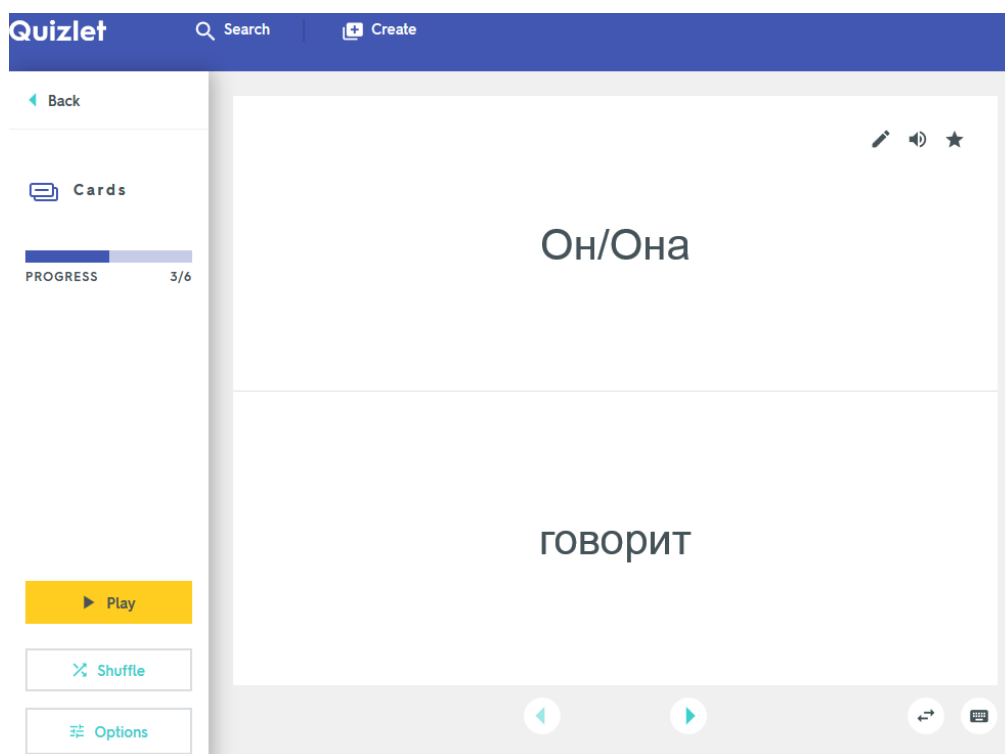 Quizlet
Search
Create
Back
Cards
PROGRESS 3/6
Play
Shuffle
Options
Он/Она
говорит